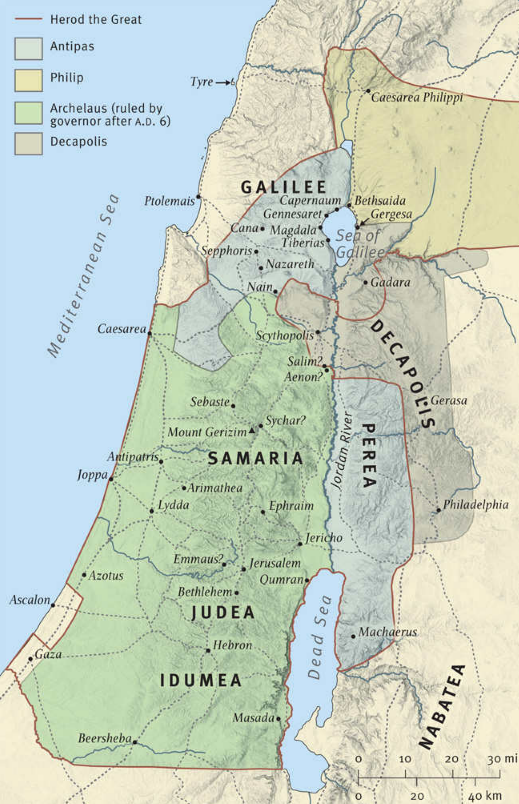 Herod the Great
Antipas
Philip
Archelaus (ruled by
governor after A.D. 6)
Decapolis
Tyre
Caesarea Philippi
GALILEE
Ptolemais
Capernaum
Bethsaida
Gennesaret
Gergesa
Cana
Magdala
Tiberias
Sea of
Galilee
Sepphoris
Nazareth
Mediterranean Sea
Nain
Gadara
Caesarea
Scythopolis
DECAPOLIS
Salim?
Aenon?
Gerasa
Sebaste
Sychar?
Mount Gerizim
Jordan River
PEREA
Antipatris
SAMARIA
Joppa
Arimathea
Lydda
Ephraim
Philadelphia
Jericho
Emmaus?
Jerusalem
Azotus
Qumran
Bethlehem
Ascalon
JUDEA
Dead Sea
Machaerus
Hebron
Gaza
IDUMEA
NABATEA
Masada
Beersheba
0 10 20 30 mi
0 20 40 km